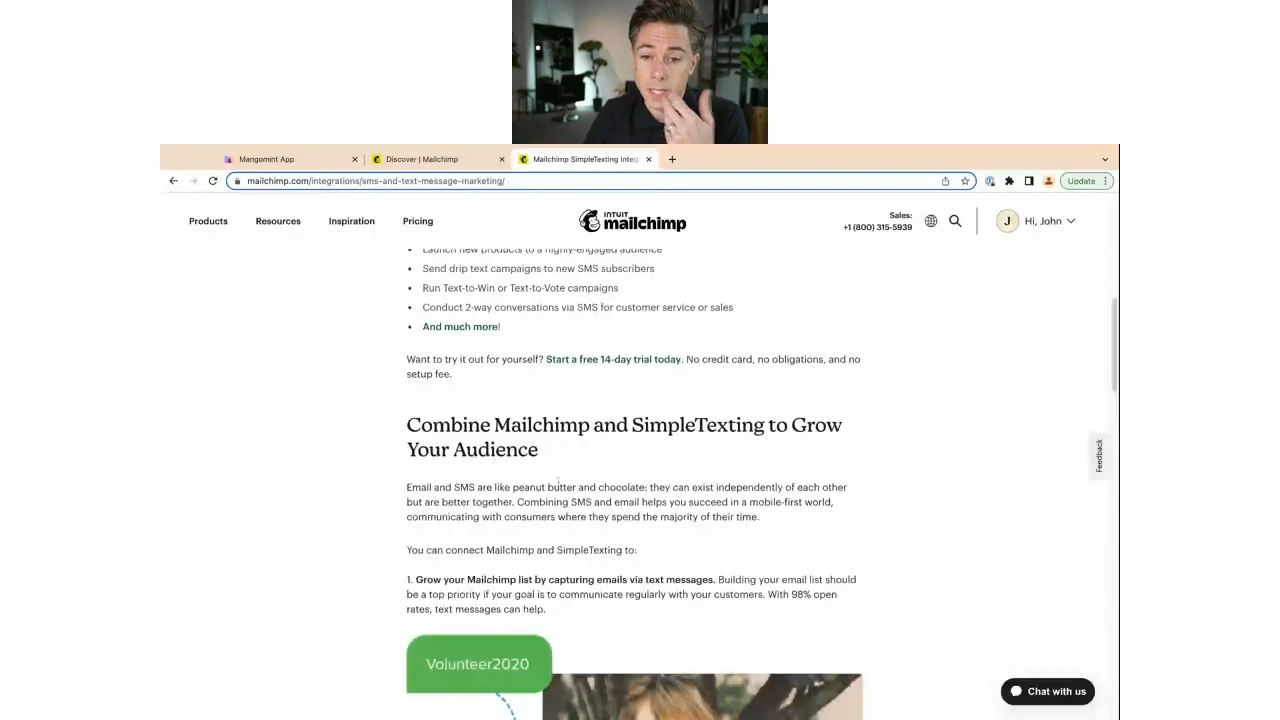 Mangomint App
Discover | Mailchimp
Mailchimp SimpleTexting Integ
mailchimp.com/integrations/sms-and-text-message-marketing/
Update
Products
Resources
Inspiration
Pricing
INTUIT
mailchimp
Sales:
+1 (800) 315-5939
J
Hi, John
• Launch new products to a highly-engaged audience
• Send drip text campaigns to new SMS subscribers
• Run Text-to-Win or Text-to-Vote campaigns
• Conduct 2-way conversations via SMS for customer service or sales
• And much more!
Want to try it out for yourself? Start a free 14-day trial today. No credit card, no obligations, and no
setup fee.
Combine Mailchimp and SimpleTexting to Grow
Your Audience
Email and SMS are like peanut butter and chocolate: they can exist independently of each other
but are better together. Combining SMS and email helps you succeed in a mobile-first world,
communicating with consumers where they spend the majority of their time.
You can connect Mailchimp and SimpleTexting to:
1. Grow your Mailchimp list by capturing emails via text messages. Building your email list should
be a top priority if your goal is to communicate regularly with your customers. With 98% open
rates, text messages can help.
Volunteer2020
Feedback
Chat with us